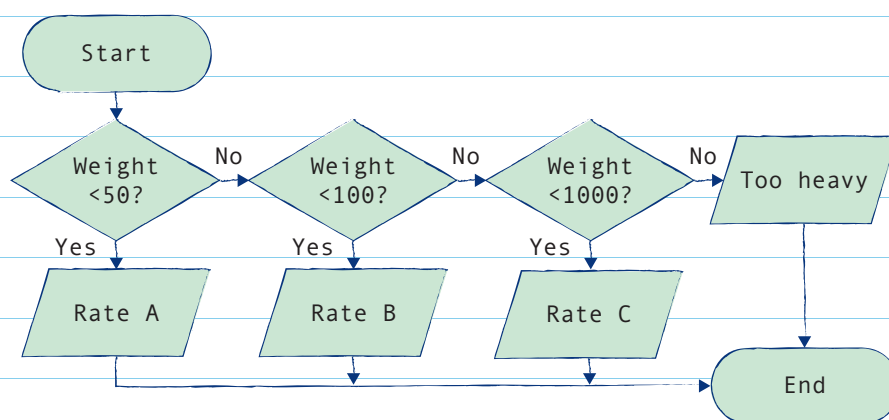 Start
Weight
<50?
No
Weight
<100?
No
Weight
<1000?
No
Too heavy
Yes
Yes
Yes
Rate A
Rate B
Rate C
End